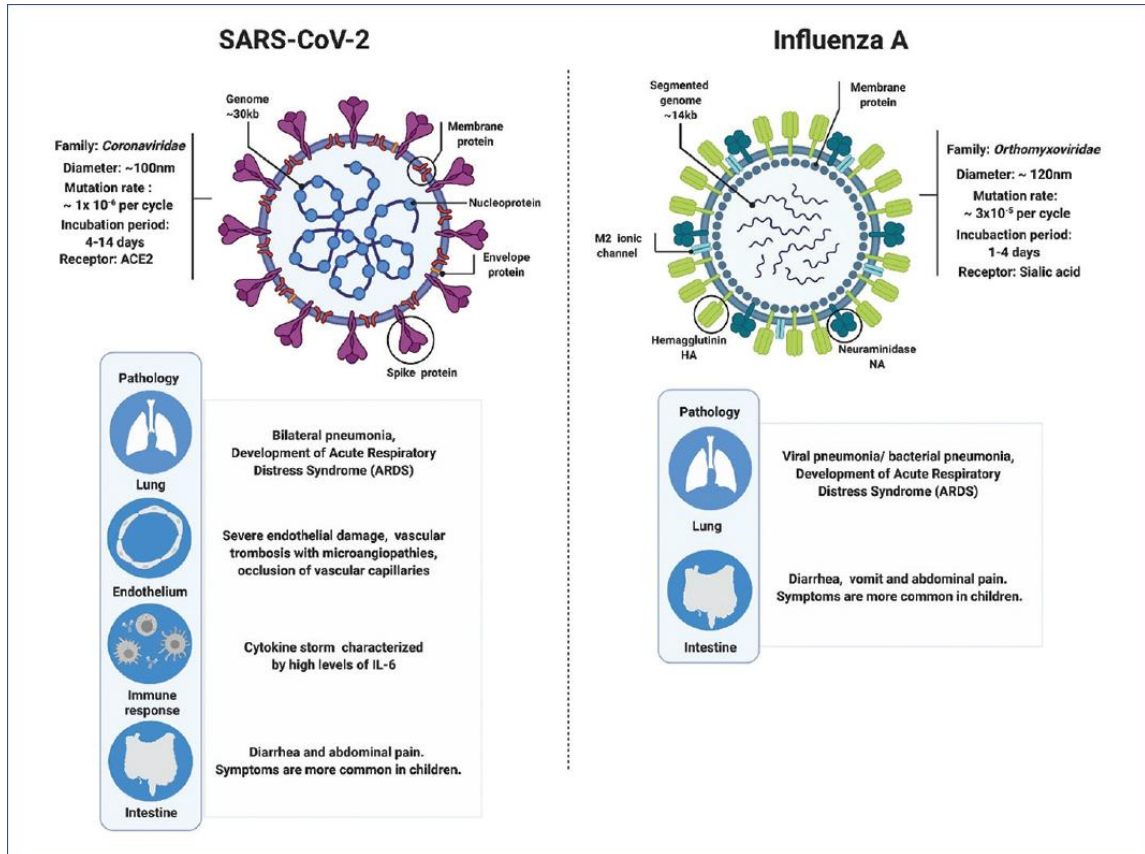 SARS-CoV-2
Genome
~30kb
Membrane
protein
Family: Coronaviridae
Diameter: ~100nm
Mutation rate :
~ 1x 10⁻⁶ per cycle
Incubation period:
4-14 days
Receptor: ACE2
Nucleoprotein
Envelope
protein
Spike protein
Pathology
Lung
Bilateral pneumonia,
Development of Acute Respiratory
Distress Syndrome (ARDS)
Endothelium
Severe endothelial damage, vascular
trombosis with microangiopathies,
occlusion of vascular capillaries
Immune
response
Cytokine storm characterized
by high levels of IL-6
Intestine
Diarrhea and abdominal pain.
Symptoms are more common in children.
Influenza A
Segmented
genome
~14kb
Membrane
protein
Family: Orthomyxoviridae
Diameter: ~ 120nm
Mutation rate:
~ 3x10⁻⁵ per cycle
Incubaction period:
1-4 days
Receptor: Sialic acid
M2 ionic
channel
Hemagglutinin
HA
Neuraminidase
NA
Pathology
Lung
Viral pneumonia/ bacterial pneumonia,
Development of Acute Respiratory
Distress Syndrome (ARDS)
Intestine
Diarrhea, vomit and abdominal pain.
Symptoms are more common in children.